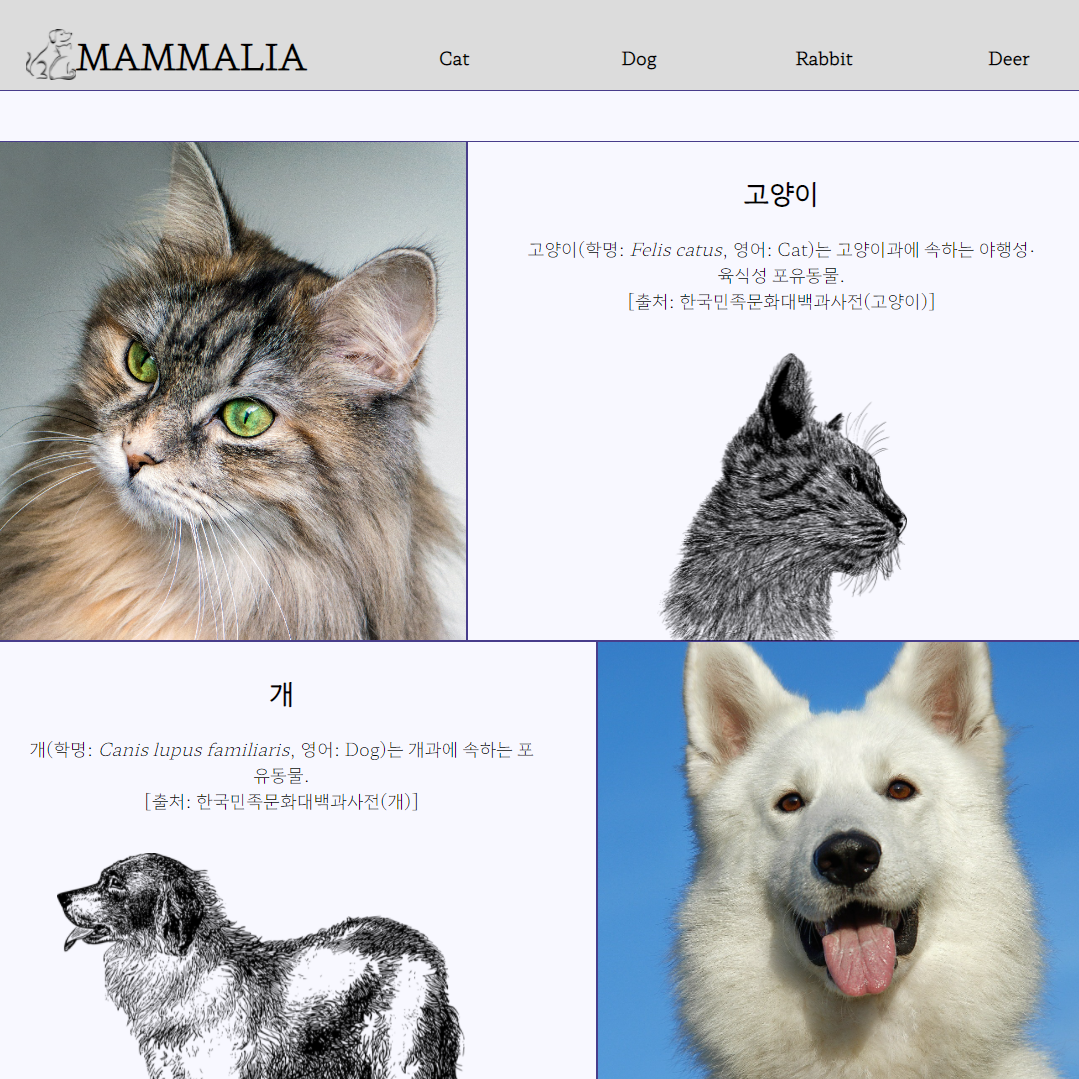 MAMMALIA
Cat
Dog
Rabbit
Deer
고양이
고양이(학명: Felis catus, 영어: Cat)는 고양이과에 속하는 야행성·
육식성 포유동물.
[출처: 한국민족문화대백과사전(고양이)]
개
개(학명: Canis lupus familiaris, 영어: Dog)는 개과에 속하는 포
유동물.
[출처: 한국민족문화대백과사전(개)]